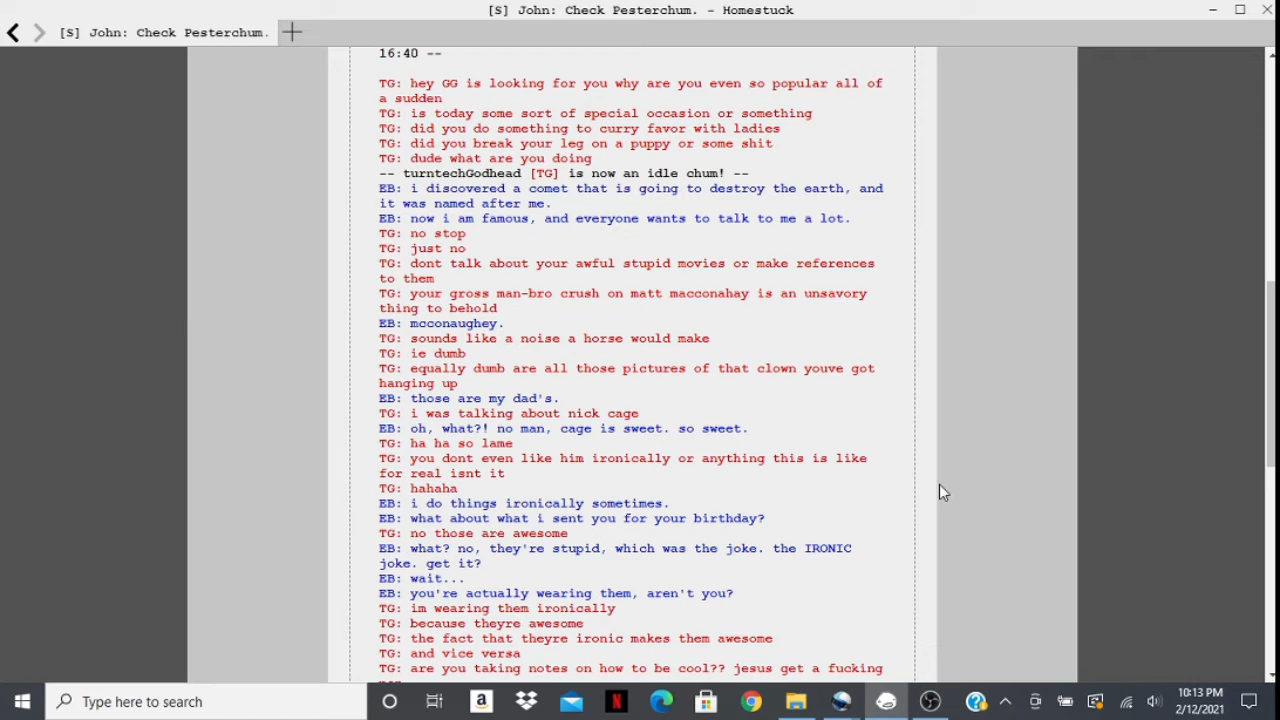 [S] John: Check Pesterchum. - Homestuck
[S] John: Check Pesterchum.
16:40 --
TG: hey GG is looking for you why are you even so popular all of
a sudden
TG: is today some sort of special occasion or something
TG: did you do something to curry favor with ladies
TG: did you break your leg on a puppy or some shit
TG: dude what are you doing
-- turntechGodhead [TG] is now an idle chum! --
EB: i discovered a comet that is going to destroy the earth, and
it was named after me.
EB: now i am famous, and everyone wants to talk to me a lot.
TG: no stop
TG: just no
TG: dont talk about your awful stupid movies or make references
to them
TG: your gross man-bro crush on matt macconahay is an unsavory
thing to behold
EB: mcconaughey.
TG: sounds like a noise a horse would make
TG: ie dumb
TG: equally dumb are all those pictures of that clown youve got
hanging up
EB: those are my dad's.
TG: i was talking about nick cage
EB: oh, what?! no man, cage is sweet. so sweet.
TG: ha ha so lame
TG: you dont even like him ironically or anything this is like
for real isnt it
TG: hahaha
EB: i do things ironically sometimes.
EB: what about what i sent you for your birthday?
TG: no those are awesome
EB: what? no, they're stupid, which was the joke. the IRONIC
joke. get it?
EB: wait...
EB: you're actually wearing them, aren't you?
TG: im wearing them ironically
TG: because theyre awesome
TG: the fact that theyre ironic makes them awesome
TG: and vice versa
TG: are you taking notes on how to be cool?? jesus get a fucking
Type here to search
10:13 PM
2/12/2021